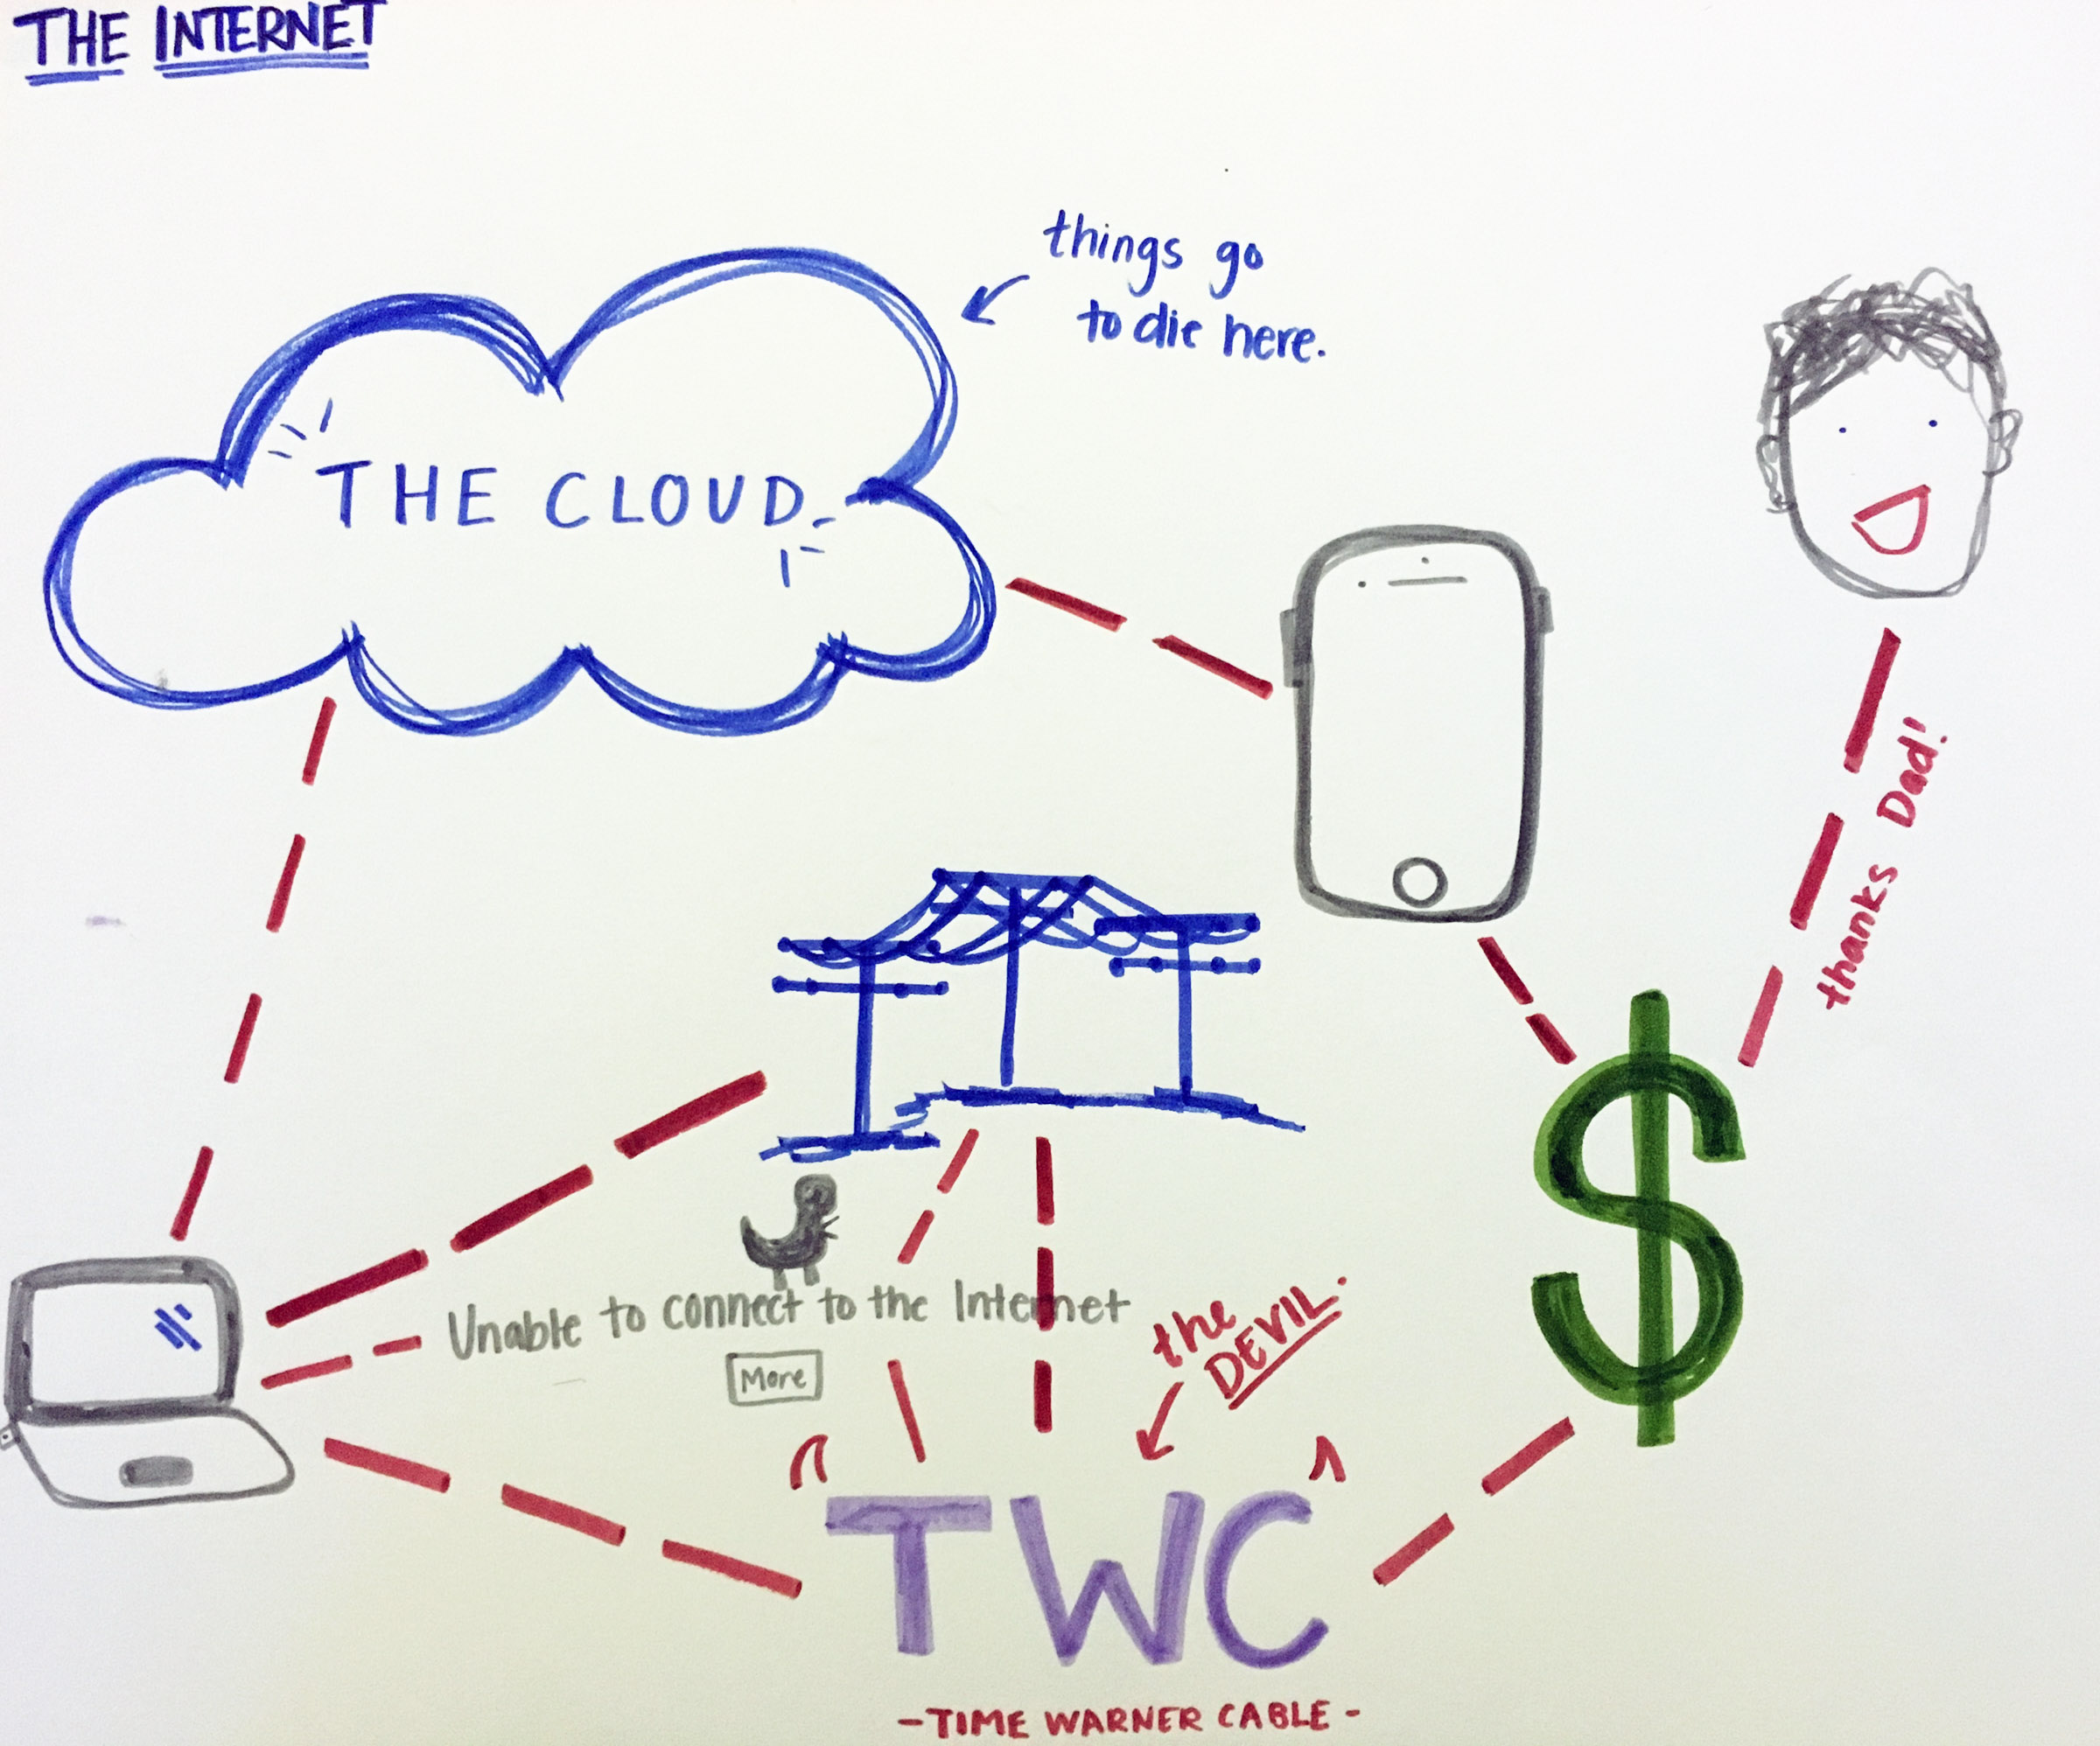 THE INTERNET
things go
to die here.
THE CLOUD
thanks Dad!
Unable to connect to the Internet
More
the
DEVIL.
TWC
-TIME WARNER CABLE-